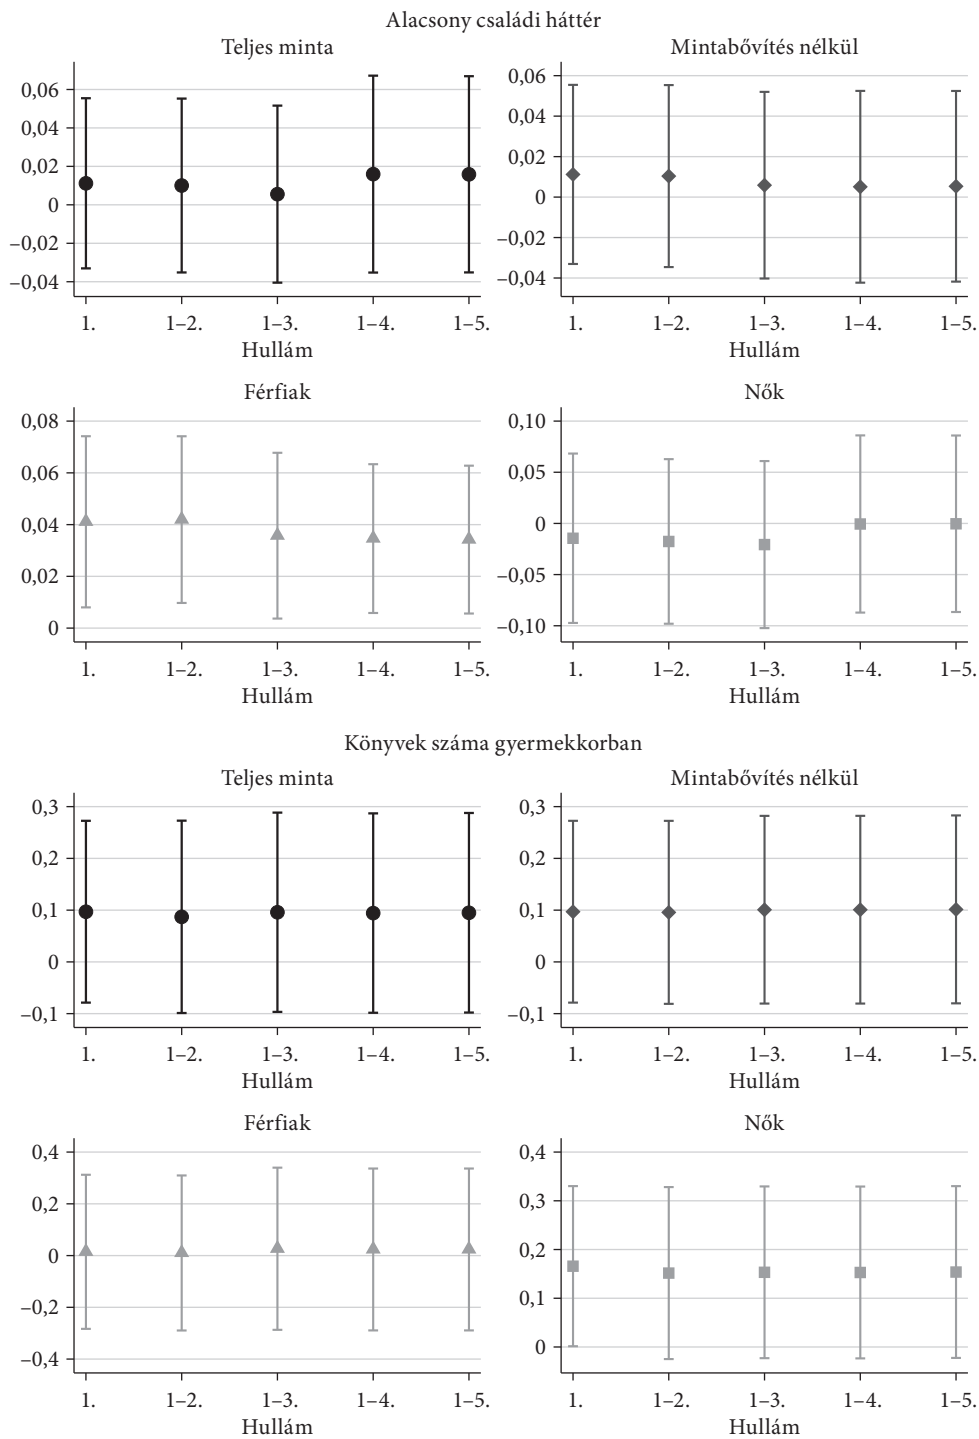 Alacsony családi háttér
Teljes minta
0,06
0,04
0,02
0
–0,02
–0,04
1. 1–2. 1–3. 1–4. 1–5.
Hullám
Mintabővítés nélkül
0,06
0,04
0,02
0
–0,02
–0,04
1. 1–2. 1–3. 1–4. 1–5.
Hullám
Férfiak
0,08
0,06
0,04
0,02
0
1. 1–2. 1–3. 1–4. 1–5.
Hullám
Nők
0,10
0,05
0
–0,05
–0,10
1. 1–2. 1–3. 1–4. 1–5.
Hullám
Könyvek száma gyermekkorban
Teljes minta
0,3
0,2
0,1
0
–0,1
1. 1–2. 1–3. 1–4. 1–5.
Hullám
Mintabővítés nélkül
0,3
0,2
0,1
0
–0,1
1. 1–2. 1–3. 1–4. 1–5.
Hullám
Férfiak
0,4
0,2
0
–0,2
–0,4
1. 1–2. 1–3. 1–4. 1–5.
Hullám
Nők
0,4
0,3
0,2
0,1
0
1. 1–2. 1–3. 1–4. 1–5.
Hullám